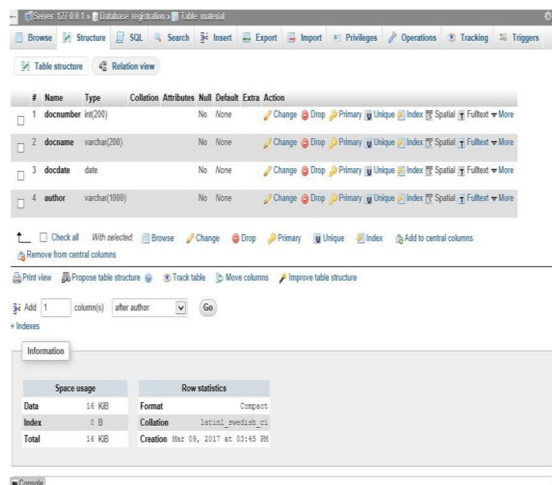 Server: 127.0.0.1 » Database: registration » Table: material
Browse Structure SQL Search Insert Export Import Privileges Operations Tracking Triggers
Table structure Relation view
# Name Type Collation Attributes Null Default Extra Action
1 docnumber int(200) No None Change Drop Primary Unique Index Spatial Fulltext More
2 docname varchar(200) No None Change Drop Primary Unique Index Spatial Fulltext More
3 docdate date No None Change Drop Primary Unique Index Spatial Fulltext More
4 author varchar(1000) No None Change Drop Primary Unique Index Spatial Fulltext More
Check all With selected: Browse Change Drop Primary Unique Index Add to central columns
Remove from central columns
Print view Propose table structure Track table Move columns Improve table structure
Add 1 column(s) after author Go
+ Indexes
Information
Space usage Row statistics
Data 16 KiB Format Compact
Index 0 B Collation latin1_swedish_ci
Total 16 KiB Creation Mar 09, 2017 at 03:45 PM
Console